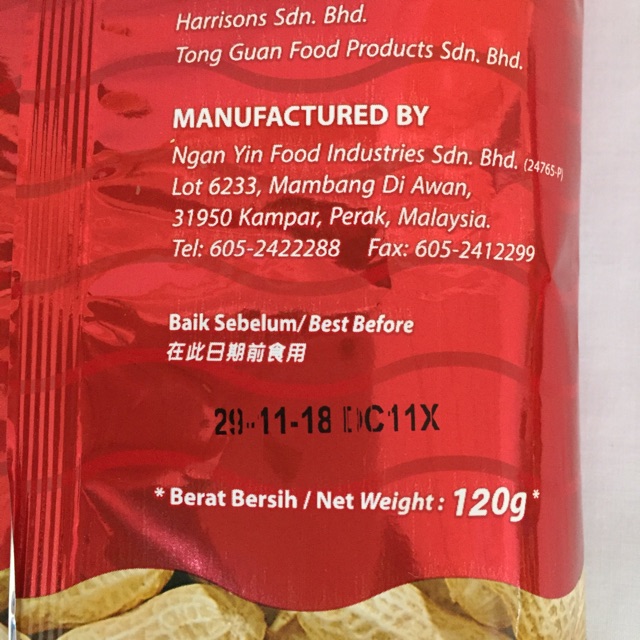 Harrisons Sdn. Bhd.
Tong Guan Food Products Sdn. Bhd.
MANUFACTURED BY
Ngan Yin Food Industries Sdn. Bhd. (24765-P)
Lot 6233, Mambang Di Awan,
31950 Kampar, Perak, Malaysia.
Tel: 605-2422288 Fax: 605-2412299
Baik Sebelum/Best Before
在此日期前食用
29-11-18
* Berat Bersih / Net Weight : 120g *